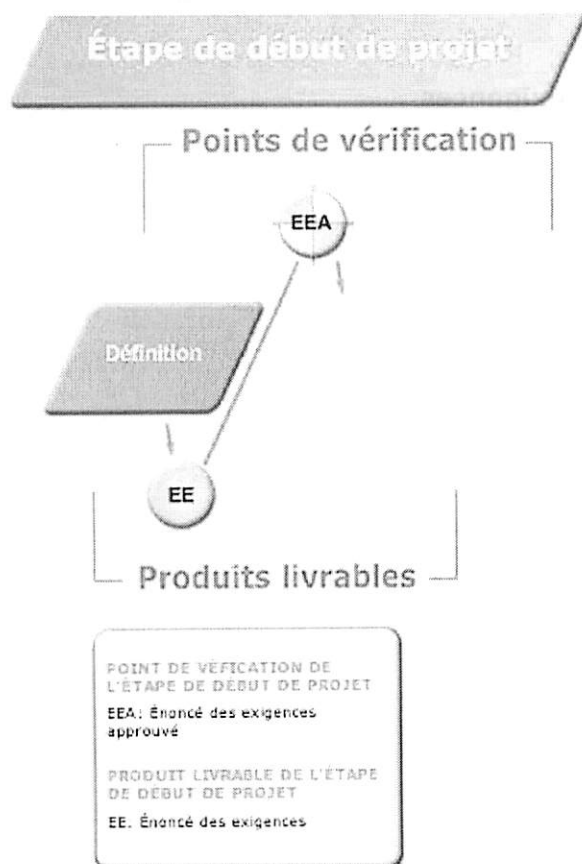 Étape de début de projet
Points de vérification
EEA
Définition
EE
Produits livrables
POINT DE VÉFICATION DE
L'ÉTAPE DE DÉBUT DE PROJET
EEA: Énoncé des exigences
approuvé
PRODUIT LIVRABLE DE L'ÉTAPE
DE DÉBUT DE PROJET
EE. Énoncé des exigences